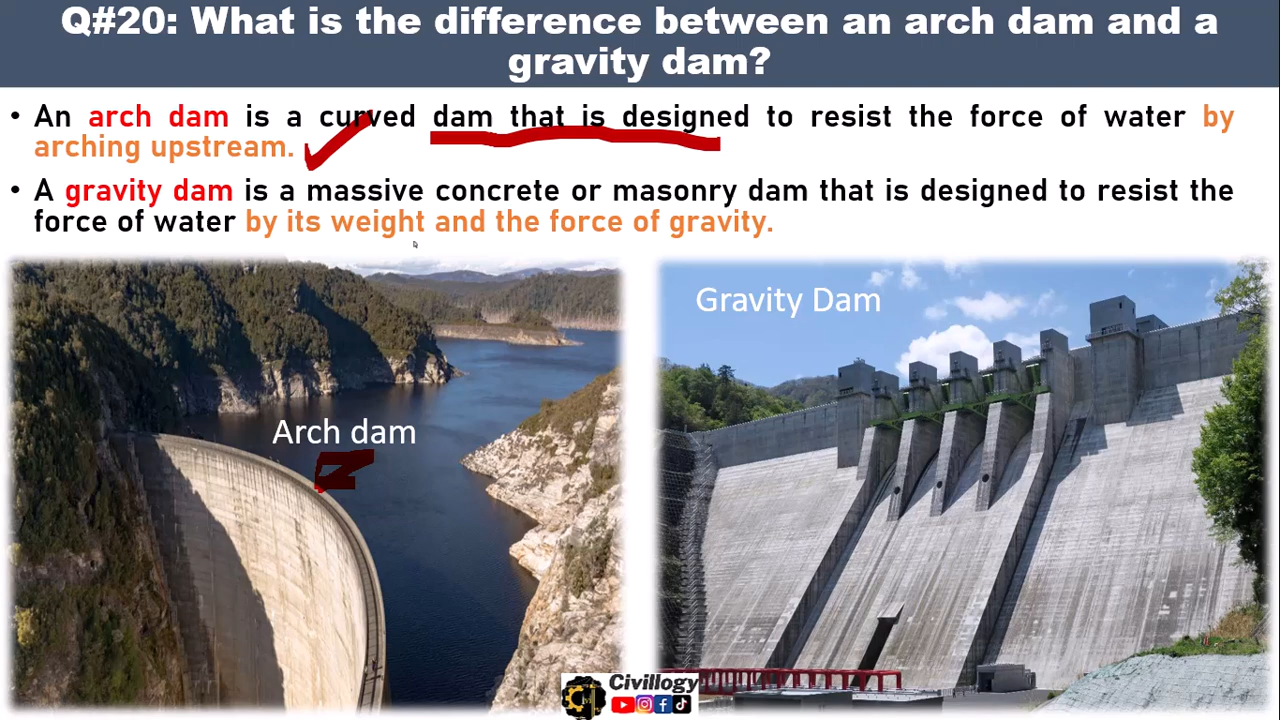 Q#20: What is the difference between an arch dam and a
gravity dam?
• An arch dam is a curved dam that is designed to resist the force of water by
arching upstream.
• A gravity dam is a massive concrete or masonry dam that is designed to resist the
force of water by its weight and the force of gravity.
Gravity Dam
Arch dam
Civillogy